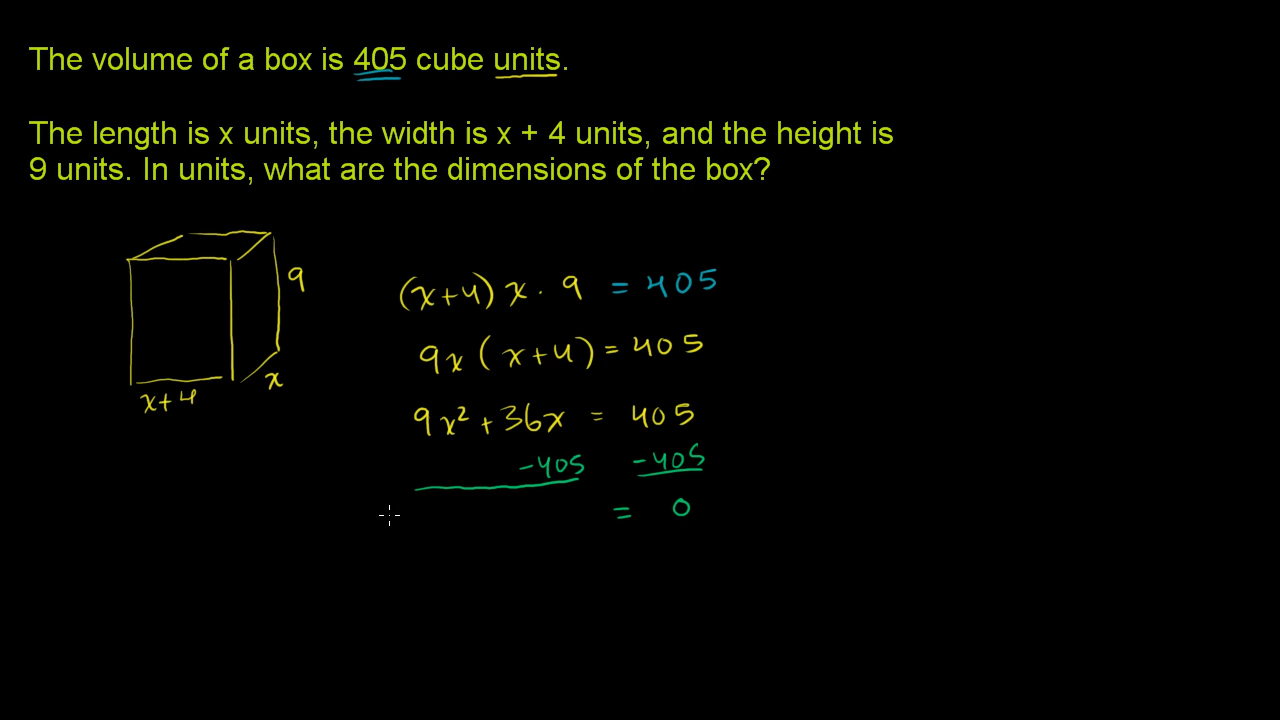 The volume of a box is 405 cube units.
The length is x units, the width is x + 4 units, and the height is
9 units. In units, what are the dimensions of the box?
9
x
x+4
(x+4) x · 9 = 405
9x (x+4) = 405
9x² + 36x = 405
-405 -405
= 0